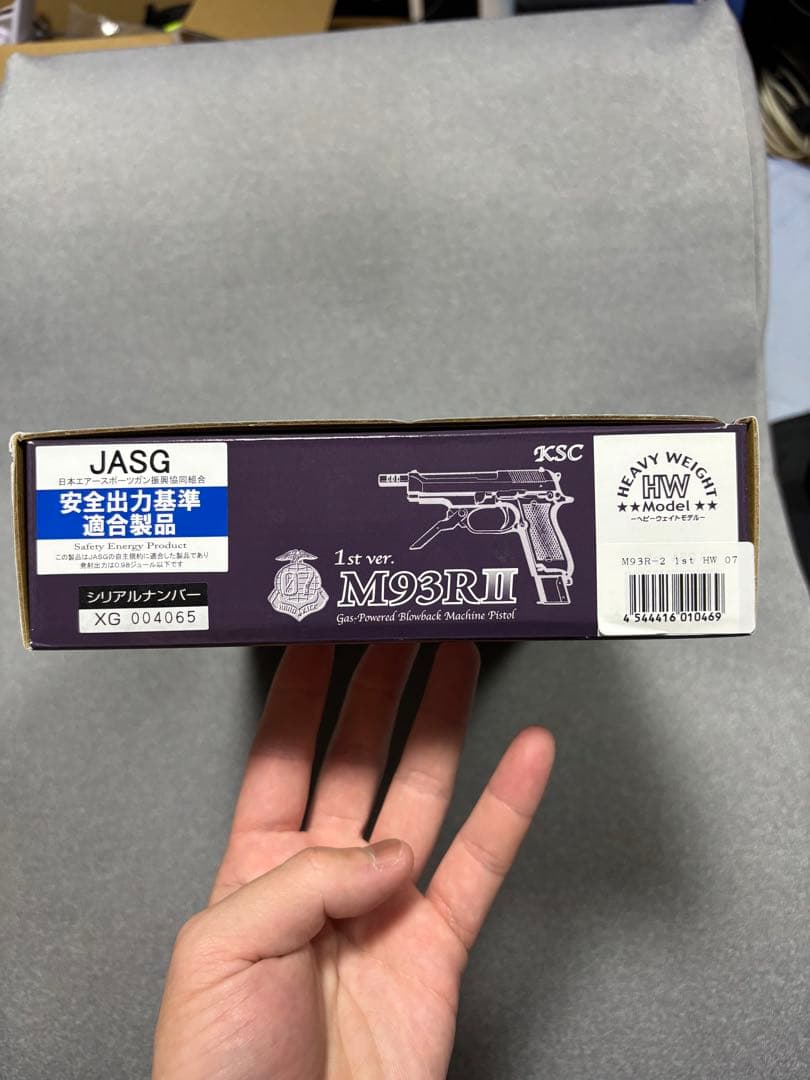 JASG
日本エアースポーツガン振興協同組合
安全出力基準
適合製品
Safety Energy Product
この製品はJASGの自主規約に適合した製品であり
発射出力は0.98ジュール以下です
シリアルナンバー
XG 004065
KSC
1st ver.
07
M93RⅡ
Gas-Powered Blowback Machine Pistol
HEAVY WEIGHT
HW
★★Model★★
−ヘビーウェイトモデル−
M93R-2 1st HW 07
4 544416 010469